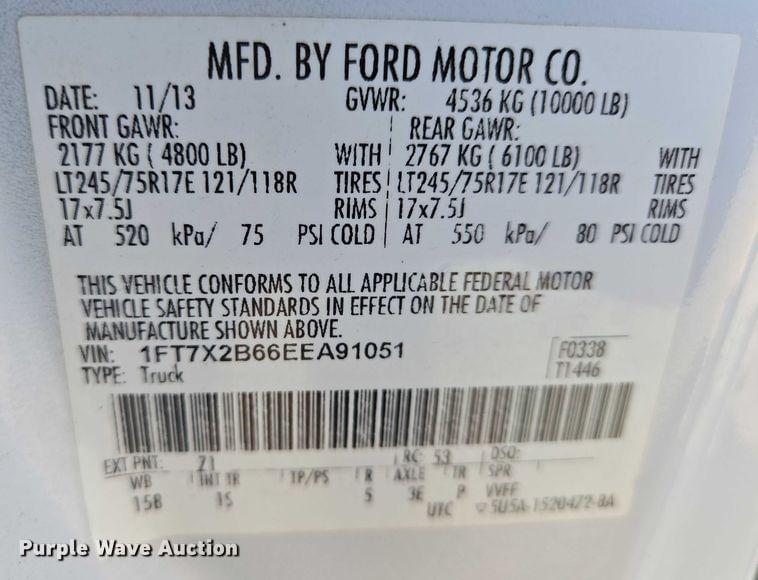 MFD. BY FORD MOTOR CO.
DATE: 11/13 GVWR: 4536 KG (10000 LB)
FRONT GAWR: REAR GAWR:
2177 KG ( 4800 LB) WITH 2767 KG ( 6100 LB) WITH
LT245/75R17E 121/118R TIRES LT245/75R17E 121/118R TIRES
17x7.5J RIMS 17x7.5J RIMS
AT 520 kPa/ 75 PSI COLD AT 550 kPa/ 80 PSI COLD
THIS VEHICLE CONFORMS TO ALL APPLICABLE FEDERAL MOTOR
VEHICLE SAFETY STANDARDS IN EFFECT ON THE DATE OF
MANUFACTURE SHOWN ABOVE.
VIN: 1FT7X2B66EEA91051 F0338
TYPE: Truck T1446
EXT PNT: Z1 RC: 53 DSO:
WB INT TR TP/PS R AXLE TR SPR
158 1S 5 3E P VVFF
UTC 5U5A-1520472-BA
Purple Wave Auction